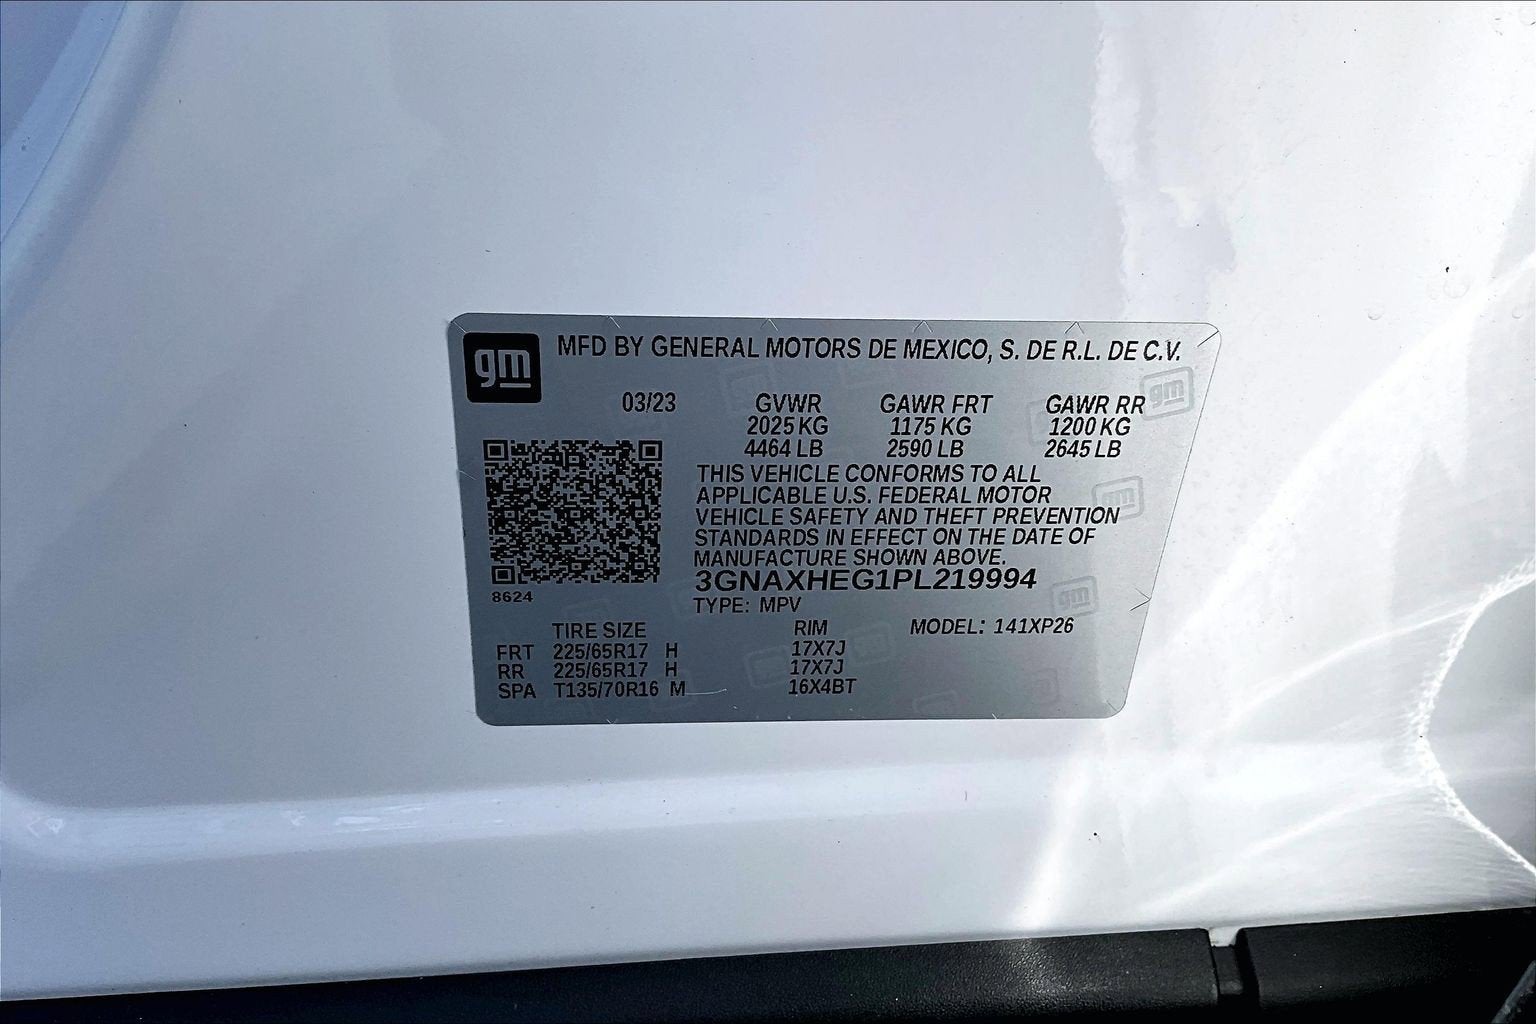 gm MFD BY GENERAL MOTORS DE MEXICO, S. DE R.L. DE C.V.
03/23 GVWR GAWR FRT GAWR RR
2025 KG 1175 KG 1200 KG
4464 LB 2590 LB 2645 LB
THIS VEHICLE CONFORMS TO ALL
APPLICABLE U.S. FEDERAL MOTOR
VEHICLE SAFETY AND THEFT PREVENTION
STANDARDS IN EFFECT ON THE DATE OF
MANUFACTURE SHOWN ABOVE.
3GNAXHEG1PL219994
8624
TYPE: MPV
TIRE SIZE RIM MODEL: 141XP26
FRT 225/65R17 H 17X7J
RR 225/65R17 H 17X7J
SPA T135/70R16 M 16X4BT